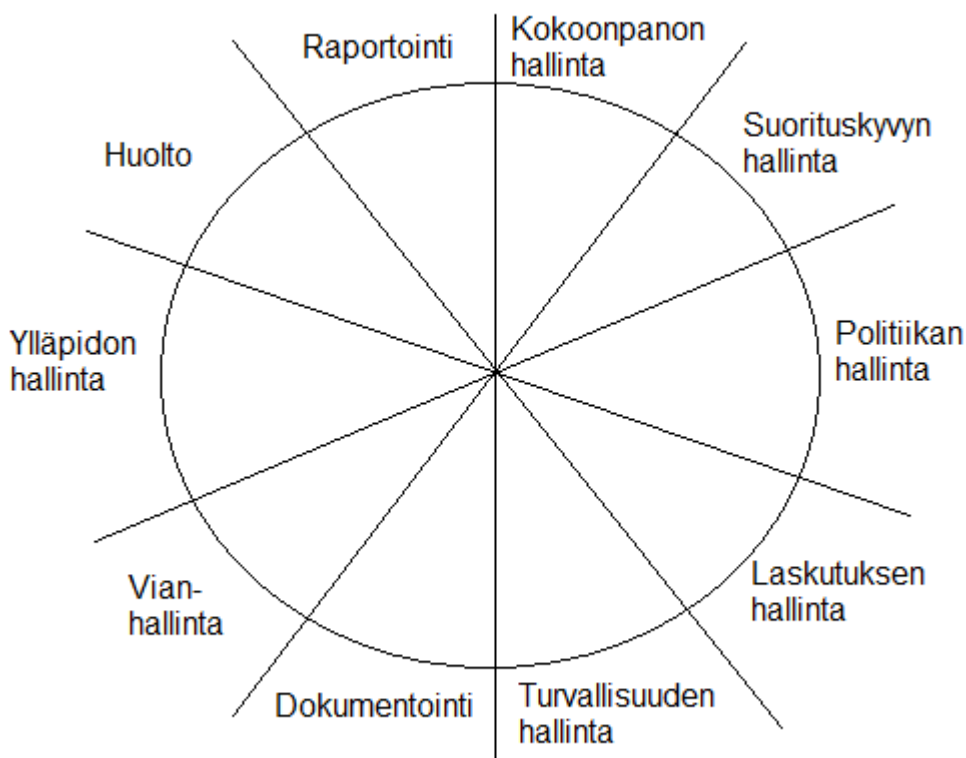 Raportointi
Kokoonpanon
hallinta
Suorituskyvyn
hallinta
Politiikan
hallinta
Laskutuksen
hallinta
Turvallisuuden
hallinta
Dokumentointi
Vian-
hallinta
Ylläpidon
hallinta
Huolto